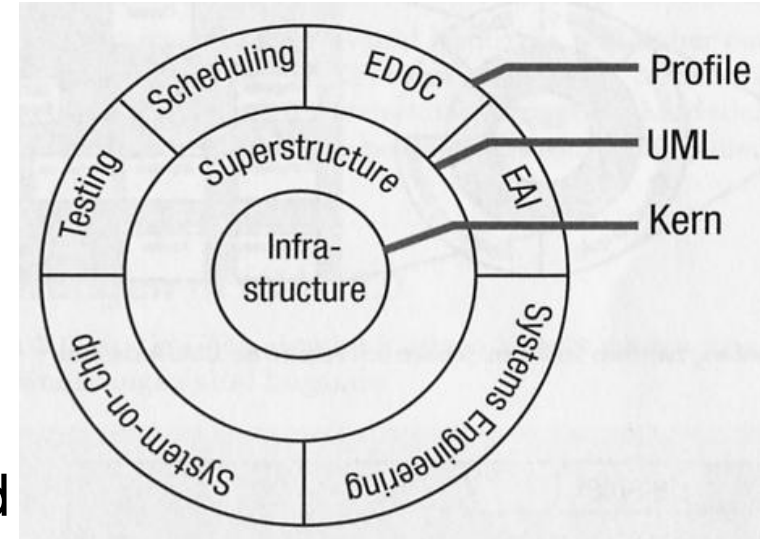 Scheduling
EDOC
Profile
Testing
Superstructure
UML
EAI
Infra-
structure
Kern
System-on-Chip
Systems Engineering